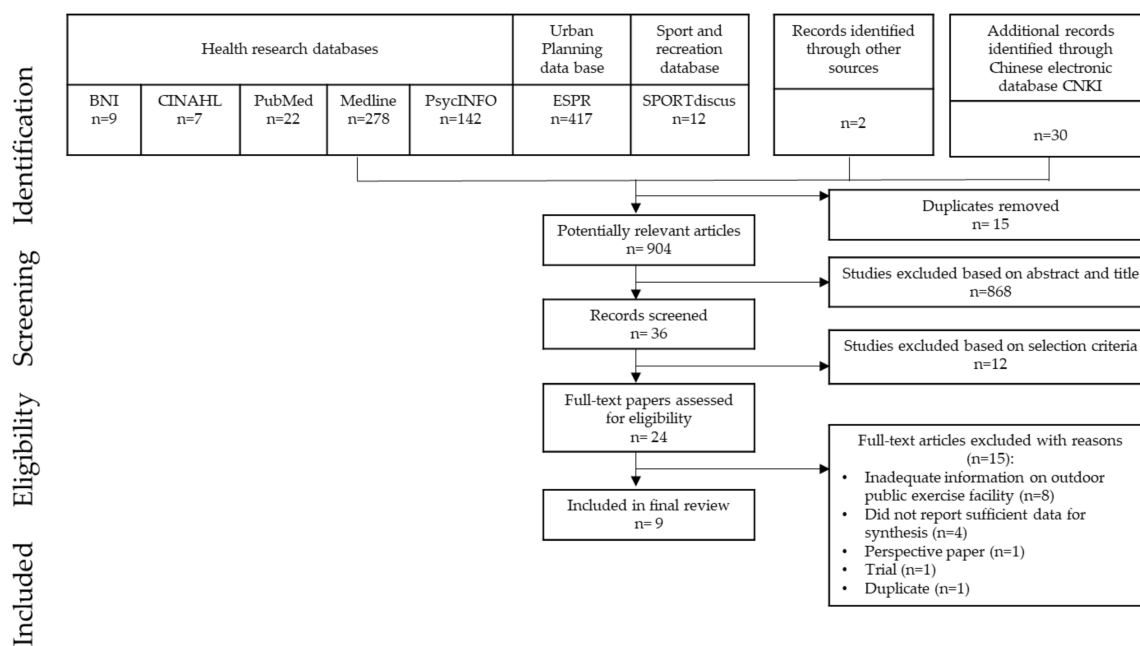 Identification
Screening
Eligibility
Included
Health research databases
Urban
Planning
data base
Sport and
recreation
database
BNI
n=9
CINAHL
n=7
PubMed
n=22
Medline
n=278
PsycINFO
n=142
ESPR
n=417
SPORTdiscus
n=12
Records identified
through other
sources
n=2
Additional records
identified through
Chinese electronic
database CNKI
n=30
Duplicates removed
n= 15
Potentially relevant articles
n= 904
Studies excluded based on abstract and title
n=868
Records screened
n= 36
Studies excluded based on selection criteria
n=12
Full-text papers assessed
for eligibility
n= 24
Full-text articles excluded with reasons
(n=15):
• Inadequate information on outdoor
public exercise facility (n=8)
• Did not report sufficient data for
synthesis (n=4)
• Perspective paper (n=1)
• Trial (n=1)
• Duplicate (n=1)
Included in final review
n= 9